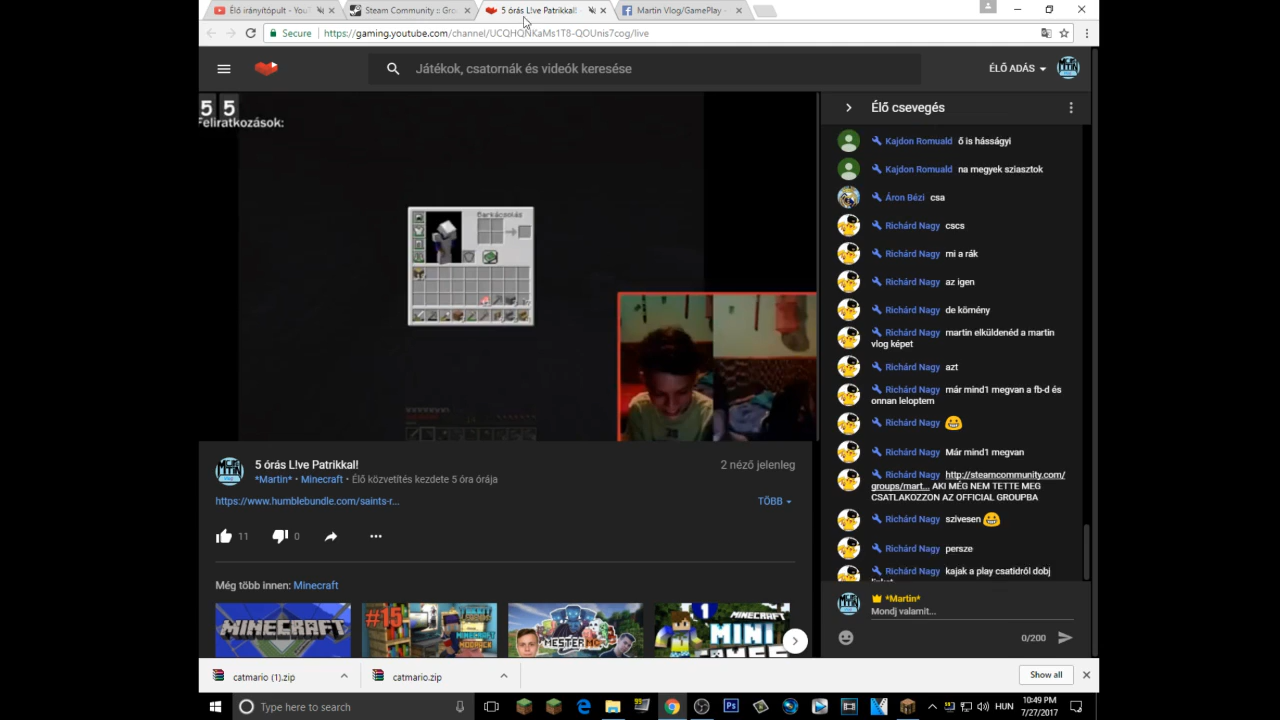 Élő irányítópult - You
Steam Community :: Gro
5 órás L!ve Patrikkal!
Martin Vlog/GamePlay -
Secure
https://gaming.youtube.com/channel/UCQHQNKaMs1T8-QOUnis7cog/live
Játékok, csatornák és videók keresése
ÉLŐ ADÁS
5 5
Feliratkozások:
Barkácsolás
Élő csevegés
Kajdon Romuald ő is hásságyi
Kajdon Romuald na megyek sziasztok
Áron Bézi csa
Richárd Nagy cscs
Richárd Nagy mi a rák
Richárd Nagy az igen
Richárd Nagy de kömény
Richárd Nagy martin elküldenéd a martin
vlog képet
Richárd Nagy azt
Richárd Nagy már mind1 megvan a fb-d és
onnan leloptem
Richárd Nagy
Richárd Nagy Már mind1 megvan
Richárd Nagy http://steamcommunity.com/
groups/mart... AKI MÉG NEM TETTE MEG
CSATLAKOZZON AZ OFFICIAL GROUPBA
Richárd Nagy szivesen
Richárd Nagy persze
Richárd Nagy kajak a play csatidról dobj
*Martin*
Mondj valamit...
0/200
5 órás L!ve Patrikkal!
2 néző jelenleg
*Martin* • Minecraft • Élő közvetítés kezdete 5 óra órája
https://www.humblebundle.com/saints-r...
TÖBB
11
0
Még több innen: Minecraft
MINECRAFT
#15
MESTERMC
1
MINECRAFT
MINI
GAMES
catmario (1).zip
catmario.zip
Show all
Type here to search
Ps
HUN
10:49 PM
7/27/2017